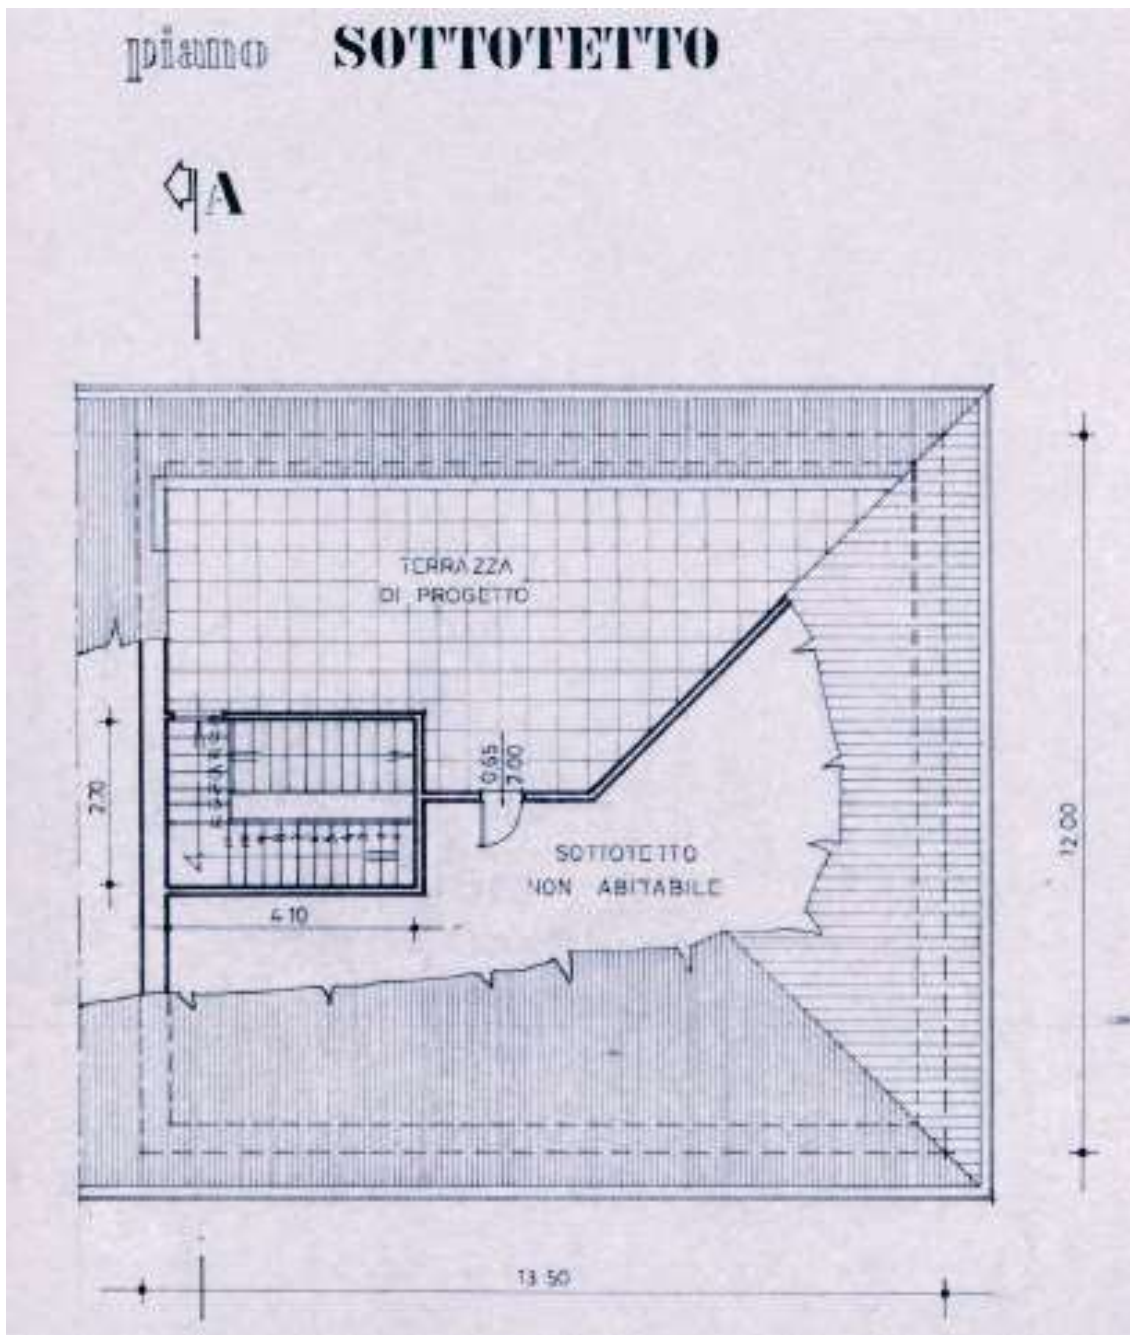 piano SOTTOTETTO
A
TERRAZZA
DI PROGETTO
0.65
2.00
2.70
12.00
SOTTOTETTO
NON ABITABILE
4.10
13.50